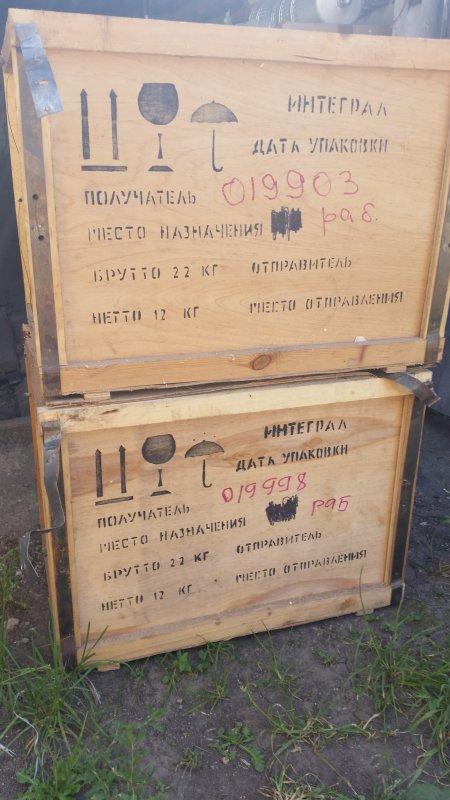 ИНТЕГРАЛ
ДАТА УПАКОВКИ
ПОЛУЧАТЕЛЬ 019903
МЕСТО НАЗНАЧЕНИЯ раб.
БРУТТО 22 КГ ОТПРАВИТЕЛЬ
НЕТТО 12 КГ МЕСТО ОТПРАВЛЕНИЯ
ИНТЕГРАЛ
ДАТА УПАКОВКИ
ПОЛУЧАТЕЛЬ 019998
МЕСТО НАЗНАЧЕНИЯ раб
БРУТТО 22 КГ ОТПРАВИТЕЛЬ
НЕТТО 12 КГ МЕСТО ОТПРАВЛЕНИЯ